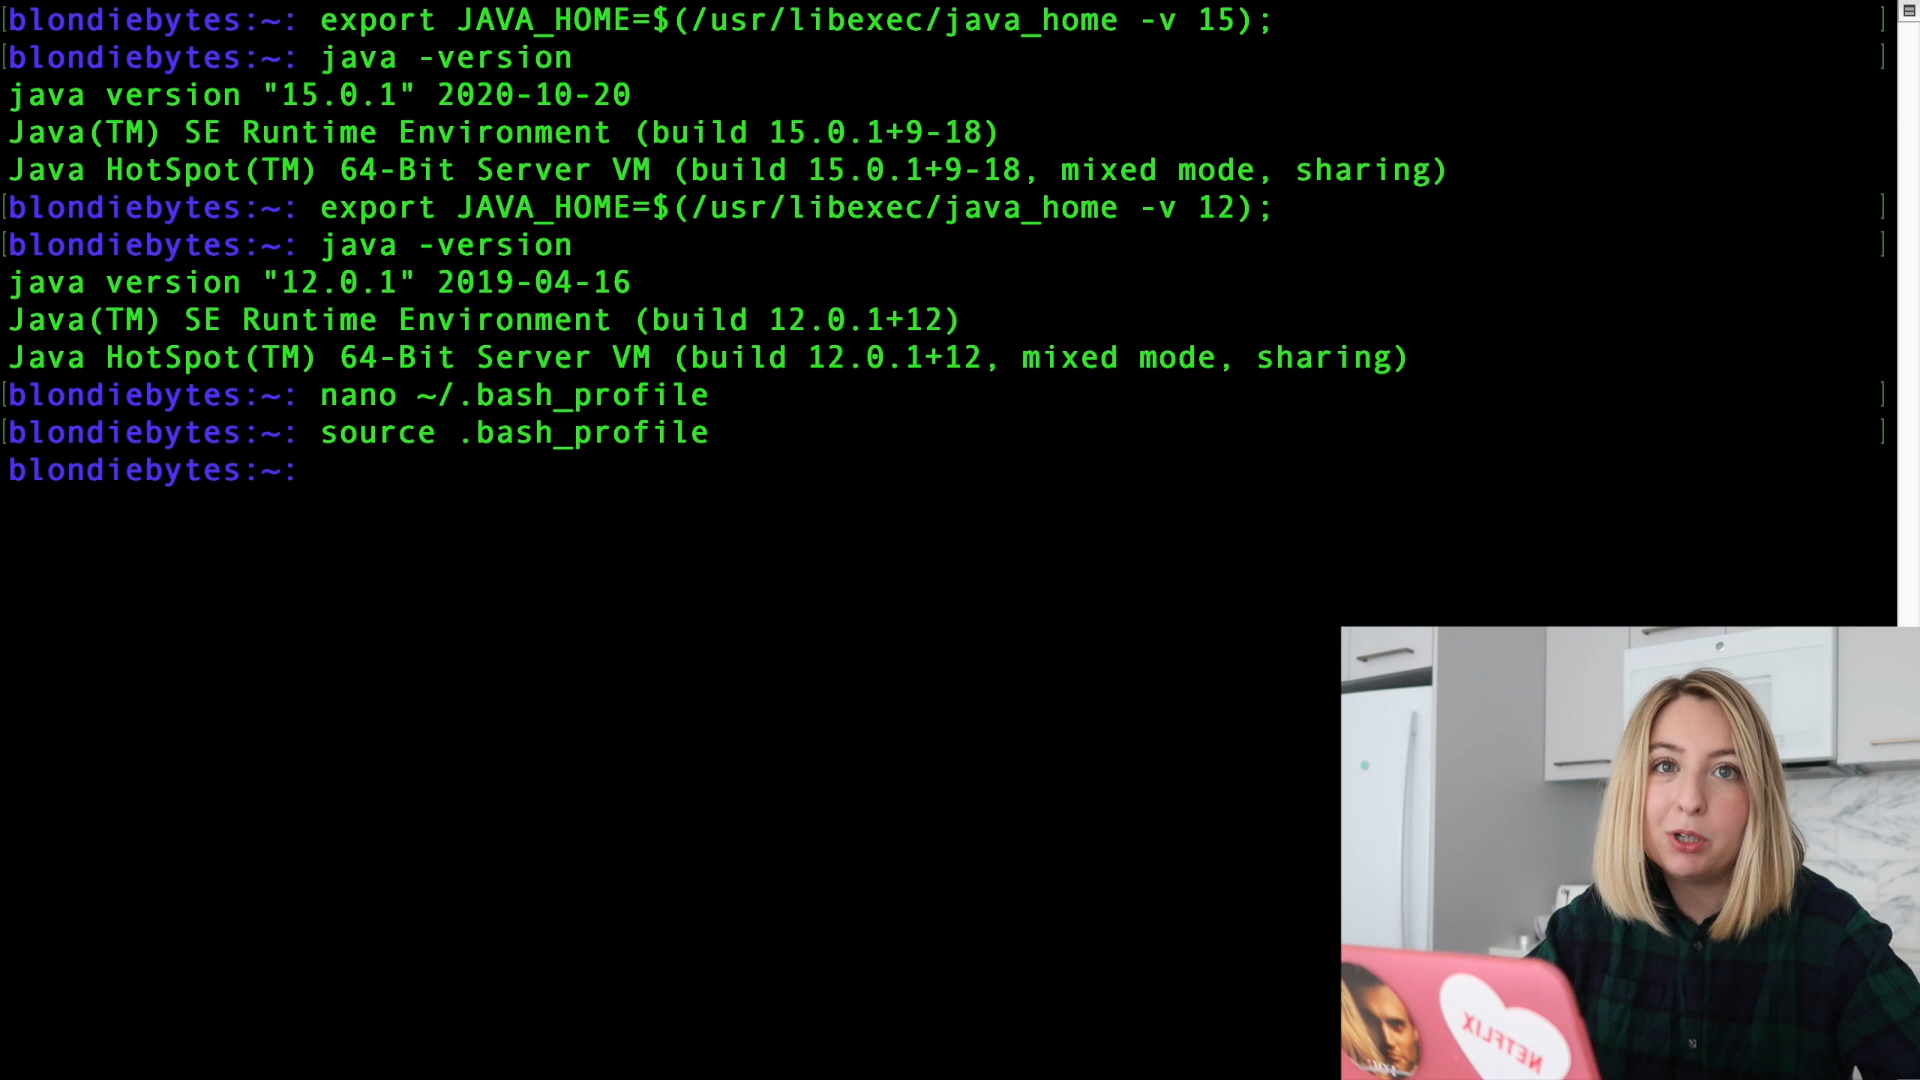 blondiebytes:~: export JAVA_HOME=$(/usr/libexec/java_home -v 15);
blondiebytes:~: java -version
java version "15.0.1" 2020-10-20
Java(TM) SE Runtime Environment (build 15.0.1+9-18)
Java HotSpot(TM) 64-Bit Server VM (build 15.0.1+9-18, mixed mode, sharing)
blondiebytes:~: export JAVA_HOME=$(/usr/libexec/java_home -v 12);
blondiebytes:~: java -version
java version "12.0.1" 2019-04-16
Java(TM) SE Runtime Environment (build 12.0.1+12)
Java HotSpot(TM) 64-Bit Server VM (build 12.0.1+12, mixed mode, sharing)
blondiebytes:~: nano ~/.bash_profile
blondiebytes:~: source .bash_profile
blondiebytes:~:
NETFLIX